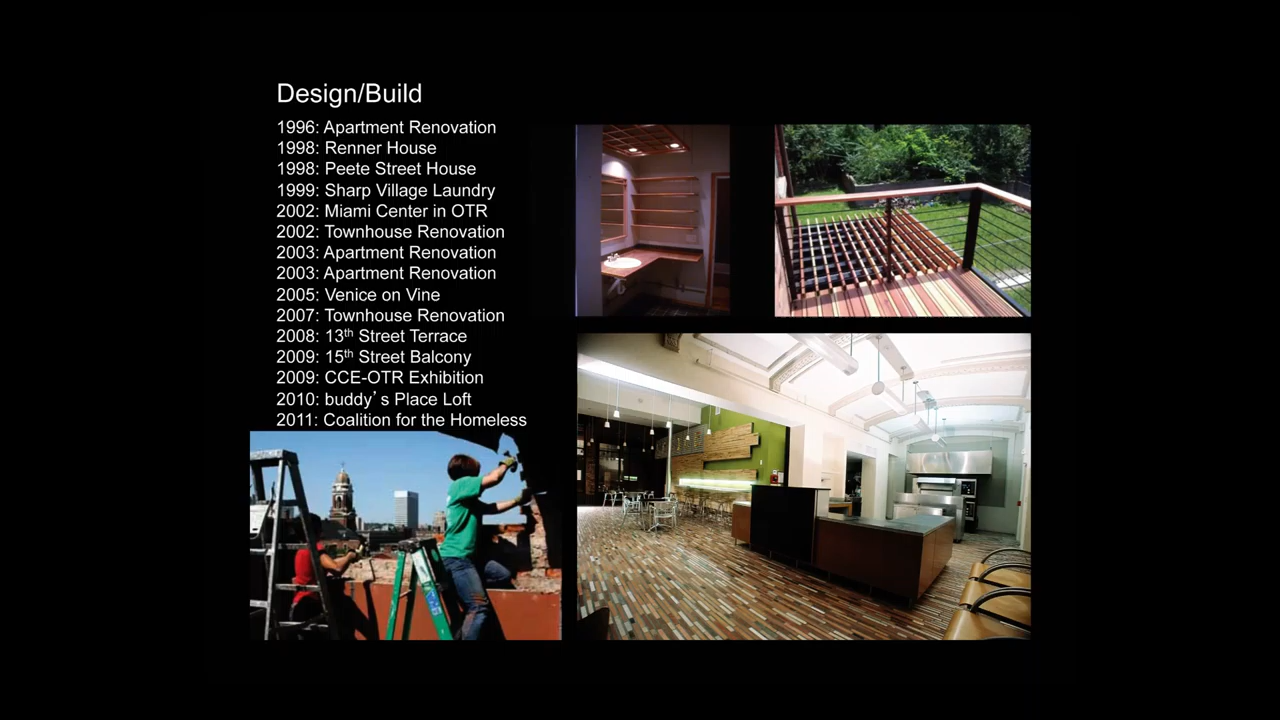 Design/Build
1996: Apartment Renovation
1998: Renner House
1998: Peete Street House
1999: Sharp Village Laundry
2002: Miami Center in OTR
2002: Townhouse Renovation
2003: Apartment Renovation
2003: Apartment Renovation
2005: Venice on Vine
2007: Townhouse Renovation
2008: 13th Street Terrace
2009: 15th Street Balcony
2009: CCE-OTR Exhibition
2010: buddy’s Place Loft
2011: Coalition for the Homeless